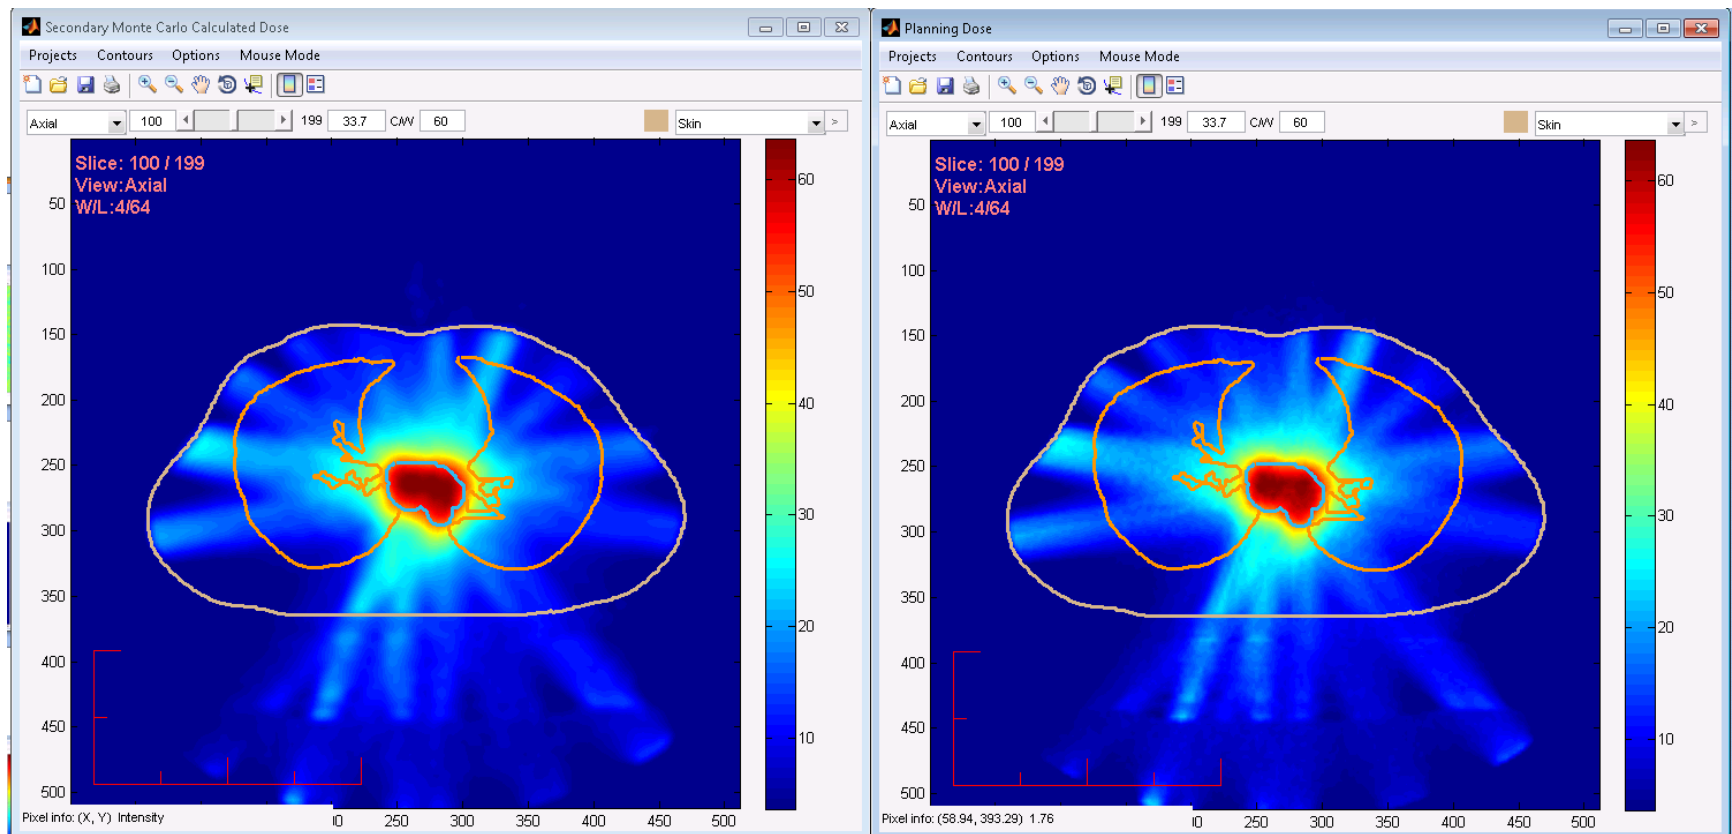 Secondary Monte Carlo Calculated Dose
Projects Contours Options Mouse Mode
Axial 100 199 33.7 C/W 60 Skin >
Slice: 100 / 199
View:Axial
W/L:4/64
50
100
150
200
250
300
350
400
450
500
60
50
40
30
20
10
250 300 350 400 450 500
Pixel info: (X, Y) Intensity
Planning Dose
Projects Contours Options Mouse Mode
Axial 100 199 33.7 C/W 60 Skin >
Slice: 100 / 199
View:Axial
W/L:4/64
50
100
150
200
250
300
350
400
450
500
60
50
40
30
20
10
250 300 350 400 450 500
Pixel info: (58.94, 393.29) 1.76